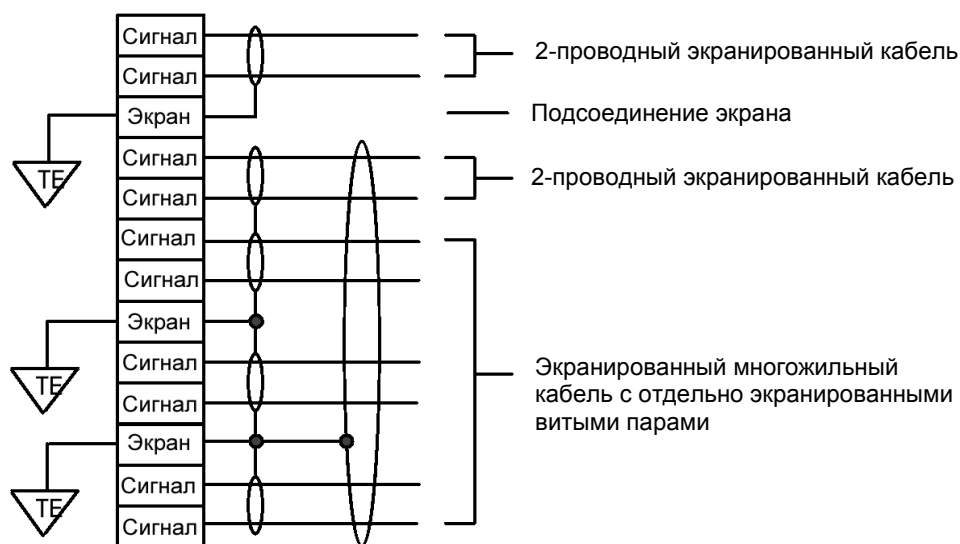 Сигнал
Сигнал
Экран
Сигнал
Сигнал
Сигнал
Сигнал
Экран
Сигнал
Сигнал
Экран
Сигнал
Сигнал
TE
TE
TE
2-проводный экранированный кабель
Подсоединение экрана
2-проводный экранированный кабель
Экранированный многожильный
кабель с отдельно экранированными
витыми парами